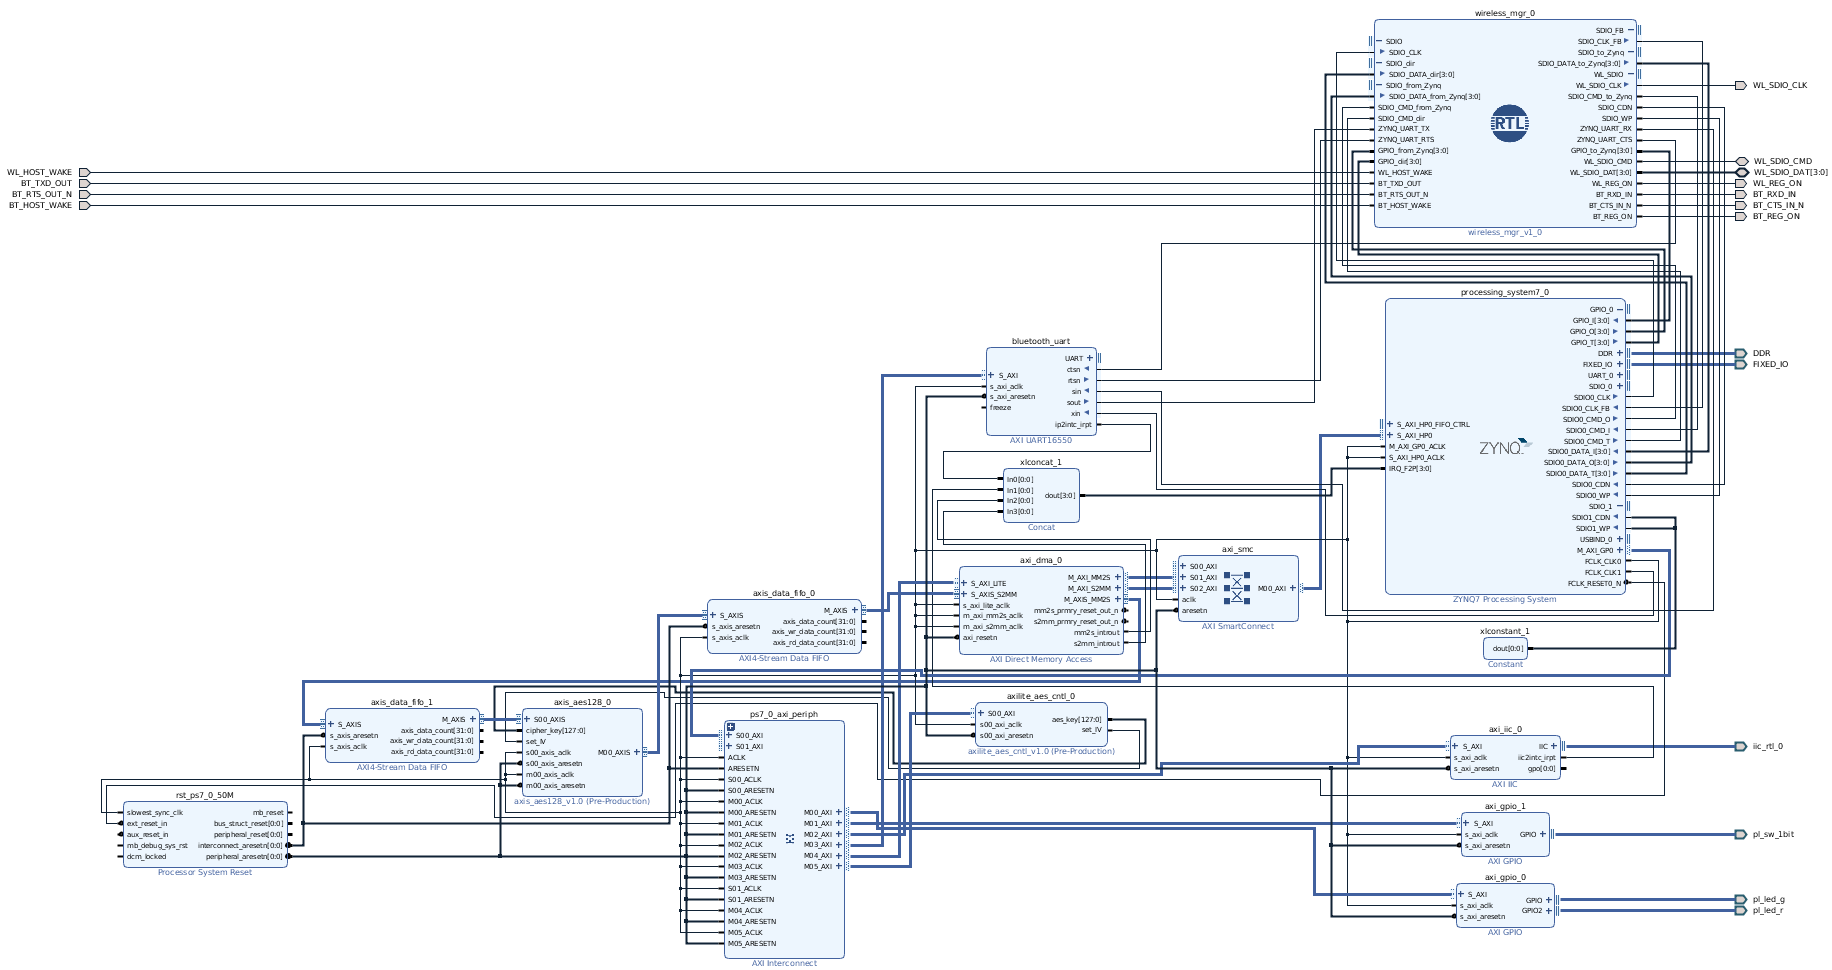 wireless_mgr_0
SDIO
SDIO_CLK
SDIO_dir
SDIO_DATA_dir[3:0]
SDIO_from_Zynq
SDIO_DATA_from_Zynq[3:0]
SDIO_CMD_from_Zynq
SDIO_CMD_dir
ZYNQ_UART_TX
ZYNQ_UART_RTS
GPIO_from_Zynq[3:0]
GPIO_dir[3:0]
WL_HOST_WAKE
BT_TXD_OUT
BT_RTS_OUT_N
BT_HOST_WAKE
RTL
SDIO_FB
SDIO_CLK_FB
SDIO_to_Zynq
SDIO_DATA_to_Zynq[3:0]
WL_SDIO
WL_SDIO_CLK
SDIO_CMD_to_Zynq
SDIO_CDN
SDIO_WP
ZYNQ_UART_RX
ZYNQ_UART_CTS
GPIO_to_Zynq[3:0]
WL_SDIO_CMD
WL_SDIO_DAT[3:0]
WL_REG_ON
BT_RXD_IN
BT_CTS_IN_N
BT_REG_ON
wireless_mgr_v1_0
WL_SDIO_CLK
WL_SDIO_CMD
WL_SDIO_DAT[3:0]
WL_REG_ON
BT_RXD_IN
BT_CTS_IN_N
BT_REG_ON
WL_HOST_WAKE
BT_TXD_OUT
BT_RTS_OUT_N
BT_HOST_WAKE
processing_system7_0
S_AXI_HP0_FIFO_CTRL
S_AXI_HP0
M_AXI_GP0_ACLK
S_AXI_HP0_ACLK
IRQ_F2P[3:0]
ZYNQ
GPIO_0
GPIO_I[3:0]
GPIO_O[3:0]
GPIO_T[3:0]
DDR
FIXED_IO
UART_0
SDIO_0
SDIO0_CLK
SDIO0_CLK_FB
SDIO0_CMD_O
SDIO0_CMD_I
SDIO0_CMD_T
SDIO0_DATA_I[3:0]
SDIO0_DATA_O[3:0]
SDIO0_DATA_T[3:0]
SDIO0_CDN
SDIO0_WP
SDIO_1
SDIO1_CDN
SDIO1_WP
USBIND_0
M_AXI_GP0
FCLK_CLK0
FCLK_CLK1
FCLK_RESET0_N
ZYNQ7 Processing System
DDR
FIXED_IO
bluetooth_uart
S_AXI
s_axi_aclk
s_axi_aresetn
freeze
UART
ctsn
rtsn
sin
sout
xin
ip2intc_irpt
AXI UART16550
xlconcat_1
In0[0:0]
In1[0:0]
In2[0:0]
In3[0:0]
dout[3:0]
Concat
axi_dma_0
S_AXI_LITE
S_AXIS_S2MM
s_axi_lite_aclk
m_axi_mm2s_aclk
m_axi_s2mm_aclk
axi_resetn
M_AXI_MM2S
M_AXI_S2MM
M_AXIS_MM2S
mm2s_prmry_reset_out_n
s2mm_prmry_reset_out_n
mm2s_introut
s2mm_introut
AXI Direct Memory Access
axi_smc
S00_AXI
S01_AXI
S02_AXI
aclk
aresetn
M00_AXI
AXI SmartConnect
xlconstant_1
dout[0:0]
Constant
axis_data_fifo_0
S_AXIS
s_axis_aresetn
s_axis_aclk
M_AXIS
axis_data_count[31:0]
axis_wr_data_count[31:0]
axis_rd_data_count[31:0]
AXI4-Stream Data FIFO
axis_data_fifo_1
S_AXIS
s_axis_aresetn
s_axis_aclk
M_AXIS
axis_data_count[31:0]
axis_wr_data_count[31:0]
axis_rd_data_count[31:0]
AXI4-Stream Data FIFO
axis_aes128_0
S00_AXIS
cipher_key[127:0]
set_IV
s00_axis_aclk
s00_axis_aresetn
m00_axis_aclk
m00_axis_aresetn
M00_AXIS
axis_aes128_v1.0 (Pre-Production)
rst_ps7_0_50M
slowest_sync_clk
ext_reset_in
aux_reset_in
mb_debug_sys_rst
dcm_locked
mb_reset
bus_struct_reset[0:0]
peripheral_reset[0:0]
interconnect_aresetn[0:0]
peripheral_aresetn[0:0]
Processor System Reset
ps7_0_axi_periph
S00_AXI
S01_AXI
ACLK
ARESETN
S00_ACLK
S00_ARESETN
M00_ACLK
M00_ARESETN
M01_ACLK
M01_ARESETN
M02_ACLK
M02_ARESETN
M03_ACLK
M03_ARESETN
S01_ACLK
S01_ARESETN
M04_ACLK
M04_ARESETN
M05_ACLK
M05_ARESETN
M00_AXI
M01_AXI
M02_AXI
M03_AXI
M04_AXI
M05_AXI
AXI Interconnect
axilite_aes_cntl_0
S00_AXI
s00_axi_aclk
s00_axi_aresetn
aes_key[127:0]
set_IV
axilite_aes_cntl_v1.0 (Pre-Production)
axi_iic_0
S_AXI
s_axi_aclk
s_axi_aresetn
IIC
iic2intc_irpt
gpo[0:0]
AXI IIC
iic_rtl_0
axi_gpio_1
S_AXI
s_axi_aclk
s_axi_aresetn
GPIO
AXI GPIO
pl_sw_1bit
axi_gpio_0
S_AXI
s_axi_aclk
s_axi_aresetn
GPIO
GPIO2
AXI GPIO
pl_led_g
pl_led_r